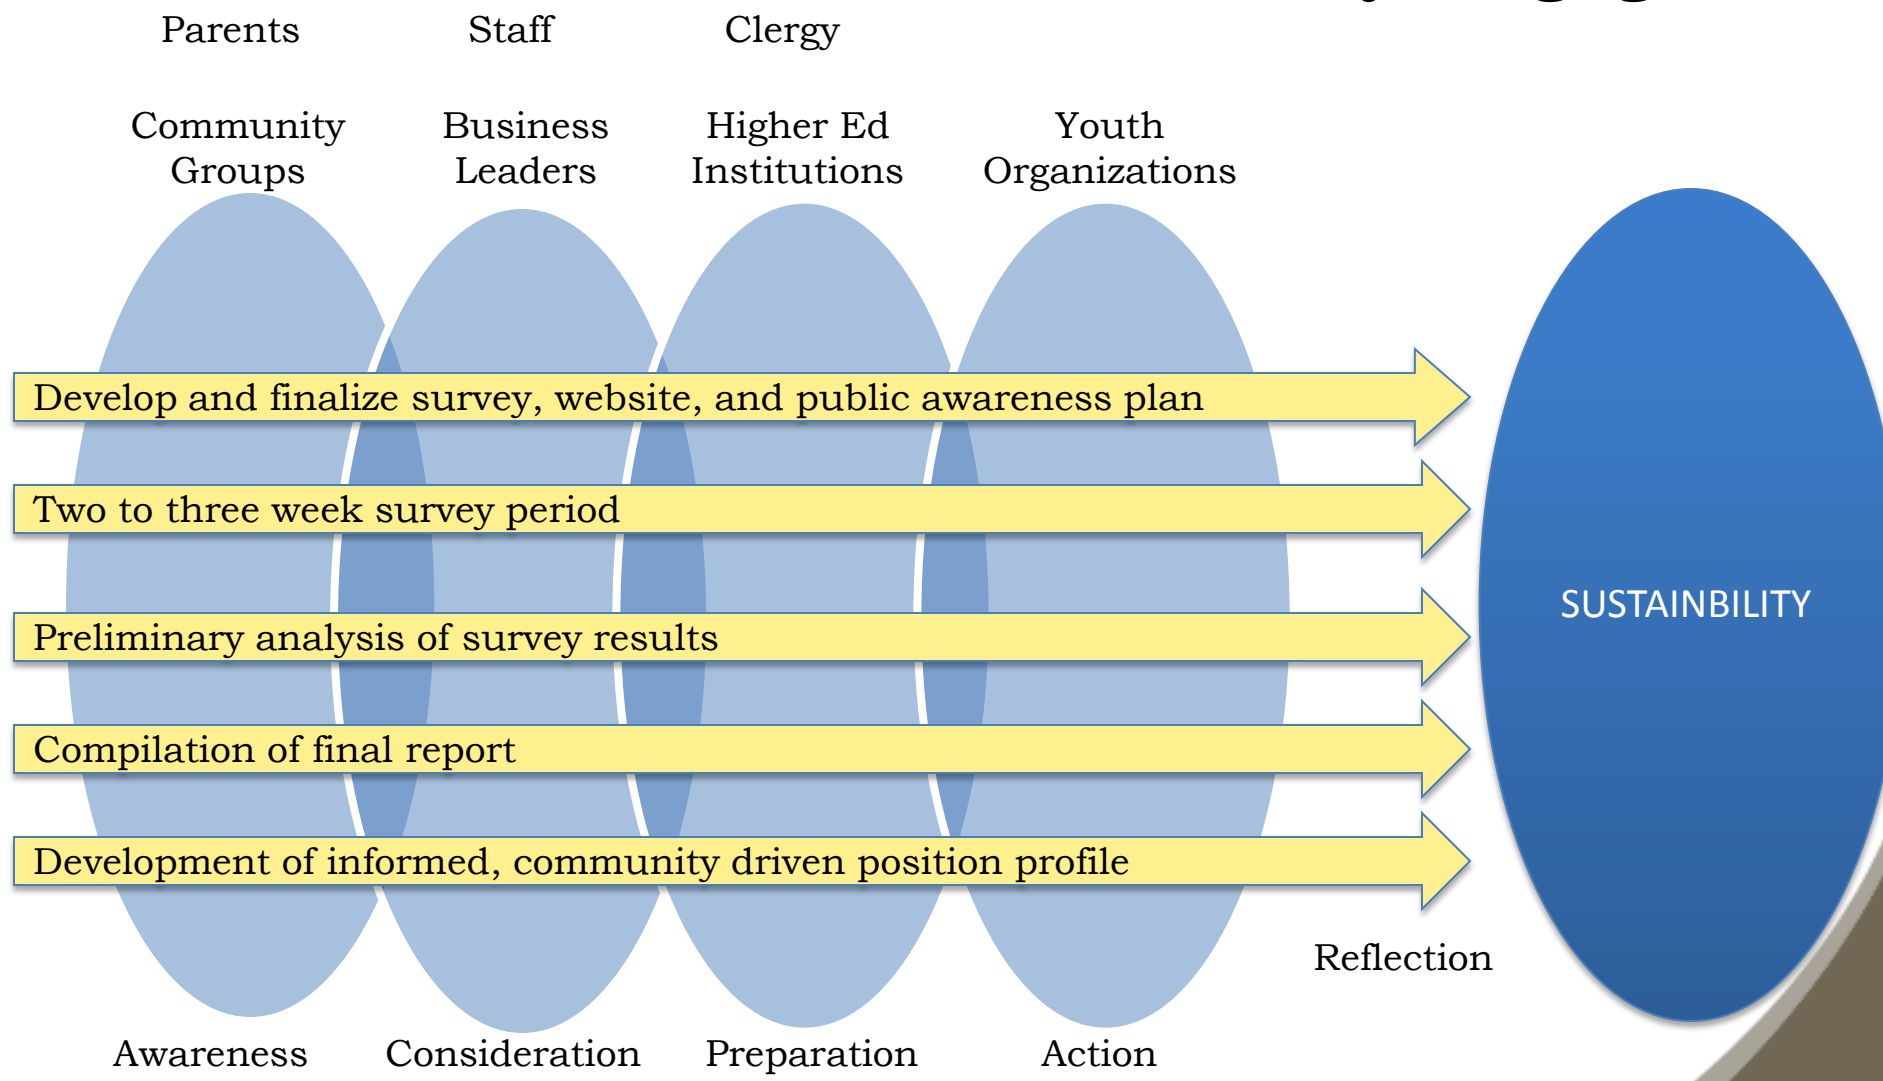 Parents Staff Clergy
Community Business Higher Ed Youth
Groups Leaders Institutions Organizations
Develop and finalize survey, website, and public awareness plan
Two to three week survey period
Preliminary analysis of survey results
Compilation of final report
Development of informed, community driven position profile
SUSTAINBILITY
Reflection
Awareness Consideration Preparation Action